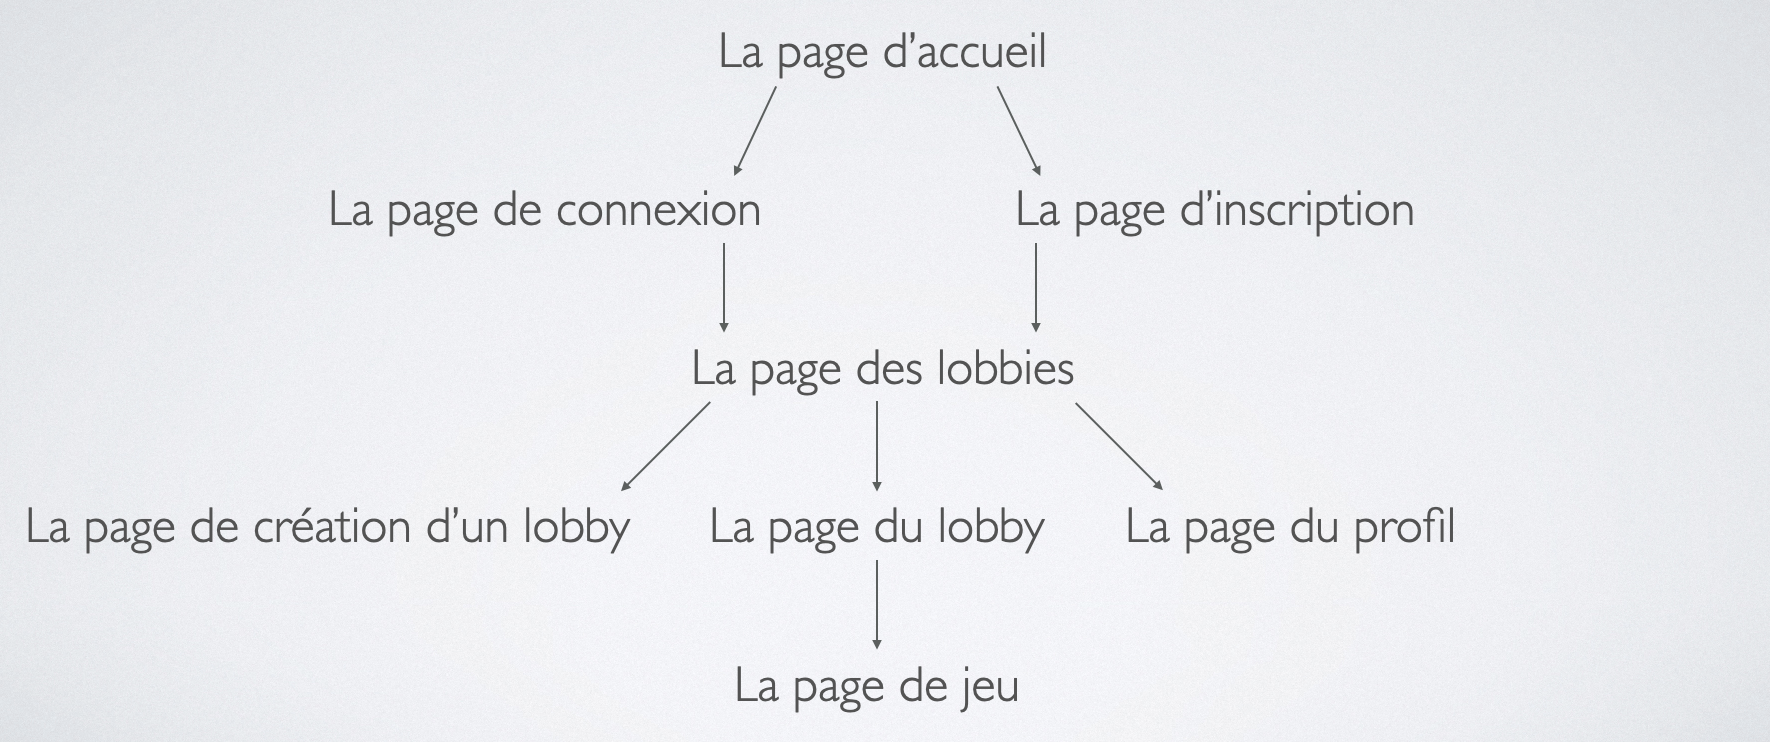 La page d’accueil
La page de connexion
La page d’inscription
La page des lobbies
La page de création d’un lobby
La page du lobby
La page du profil
La page de jeu